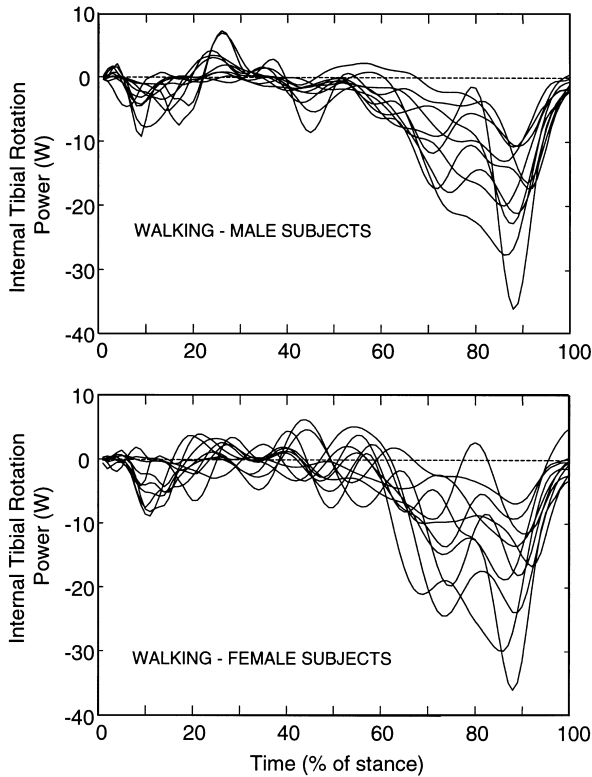 10
0
-10
-20
-30
-40
Internal Tibial Rotation
Power (W)
WALKING - MALE SUBJECTS
0 20 40 60 80 100
10
0
-10
-20
-30
-40
Internal Tibial Rotation
Power (W)
WALKING - FEMALE SUBJECTS
0 20 40 60 80 100
Time (% of stance)